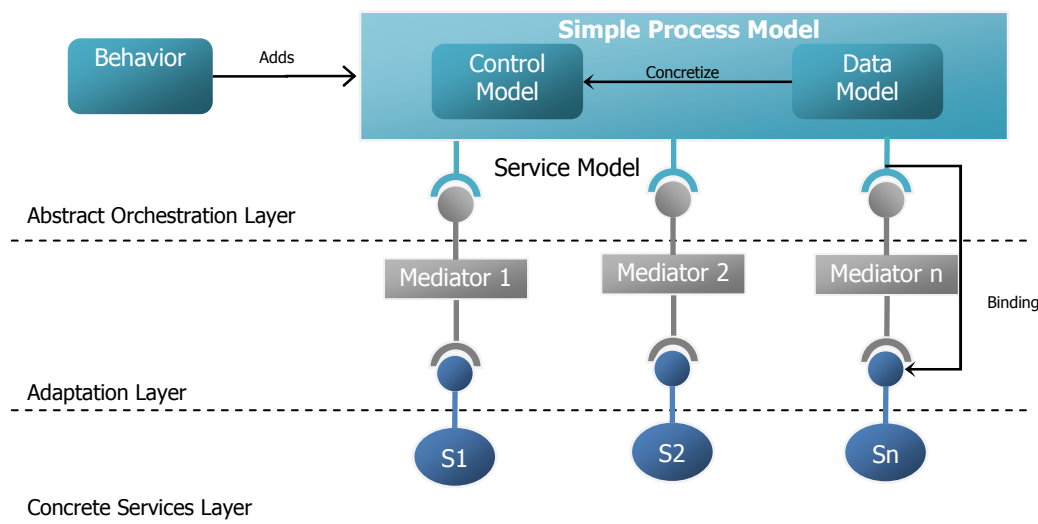 Simple Process Model
Behavior
Adds
Control
Model
Concretize
Data
Model
Service Model
Abstract Orchestration Layer
Mediator 1
Mediator 2
Mediator n
Binding
Adaptation Layer
S1
S2
Sn
Concrete Services Layer